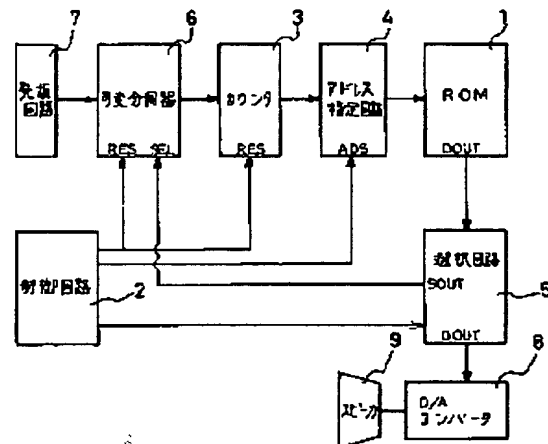 7
6
3
4
1
発振
回路
可変分周器
RES SEL
カウンタ
RES
アドレス
指定回路
ADS
ROM
DOUT
制御回路
2
選択回路
SOUT
DOUT
5
9
スピーカ
8
D/A
コンバータ